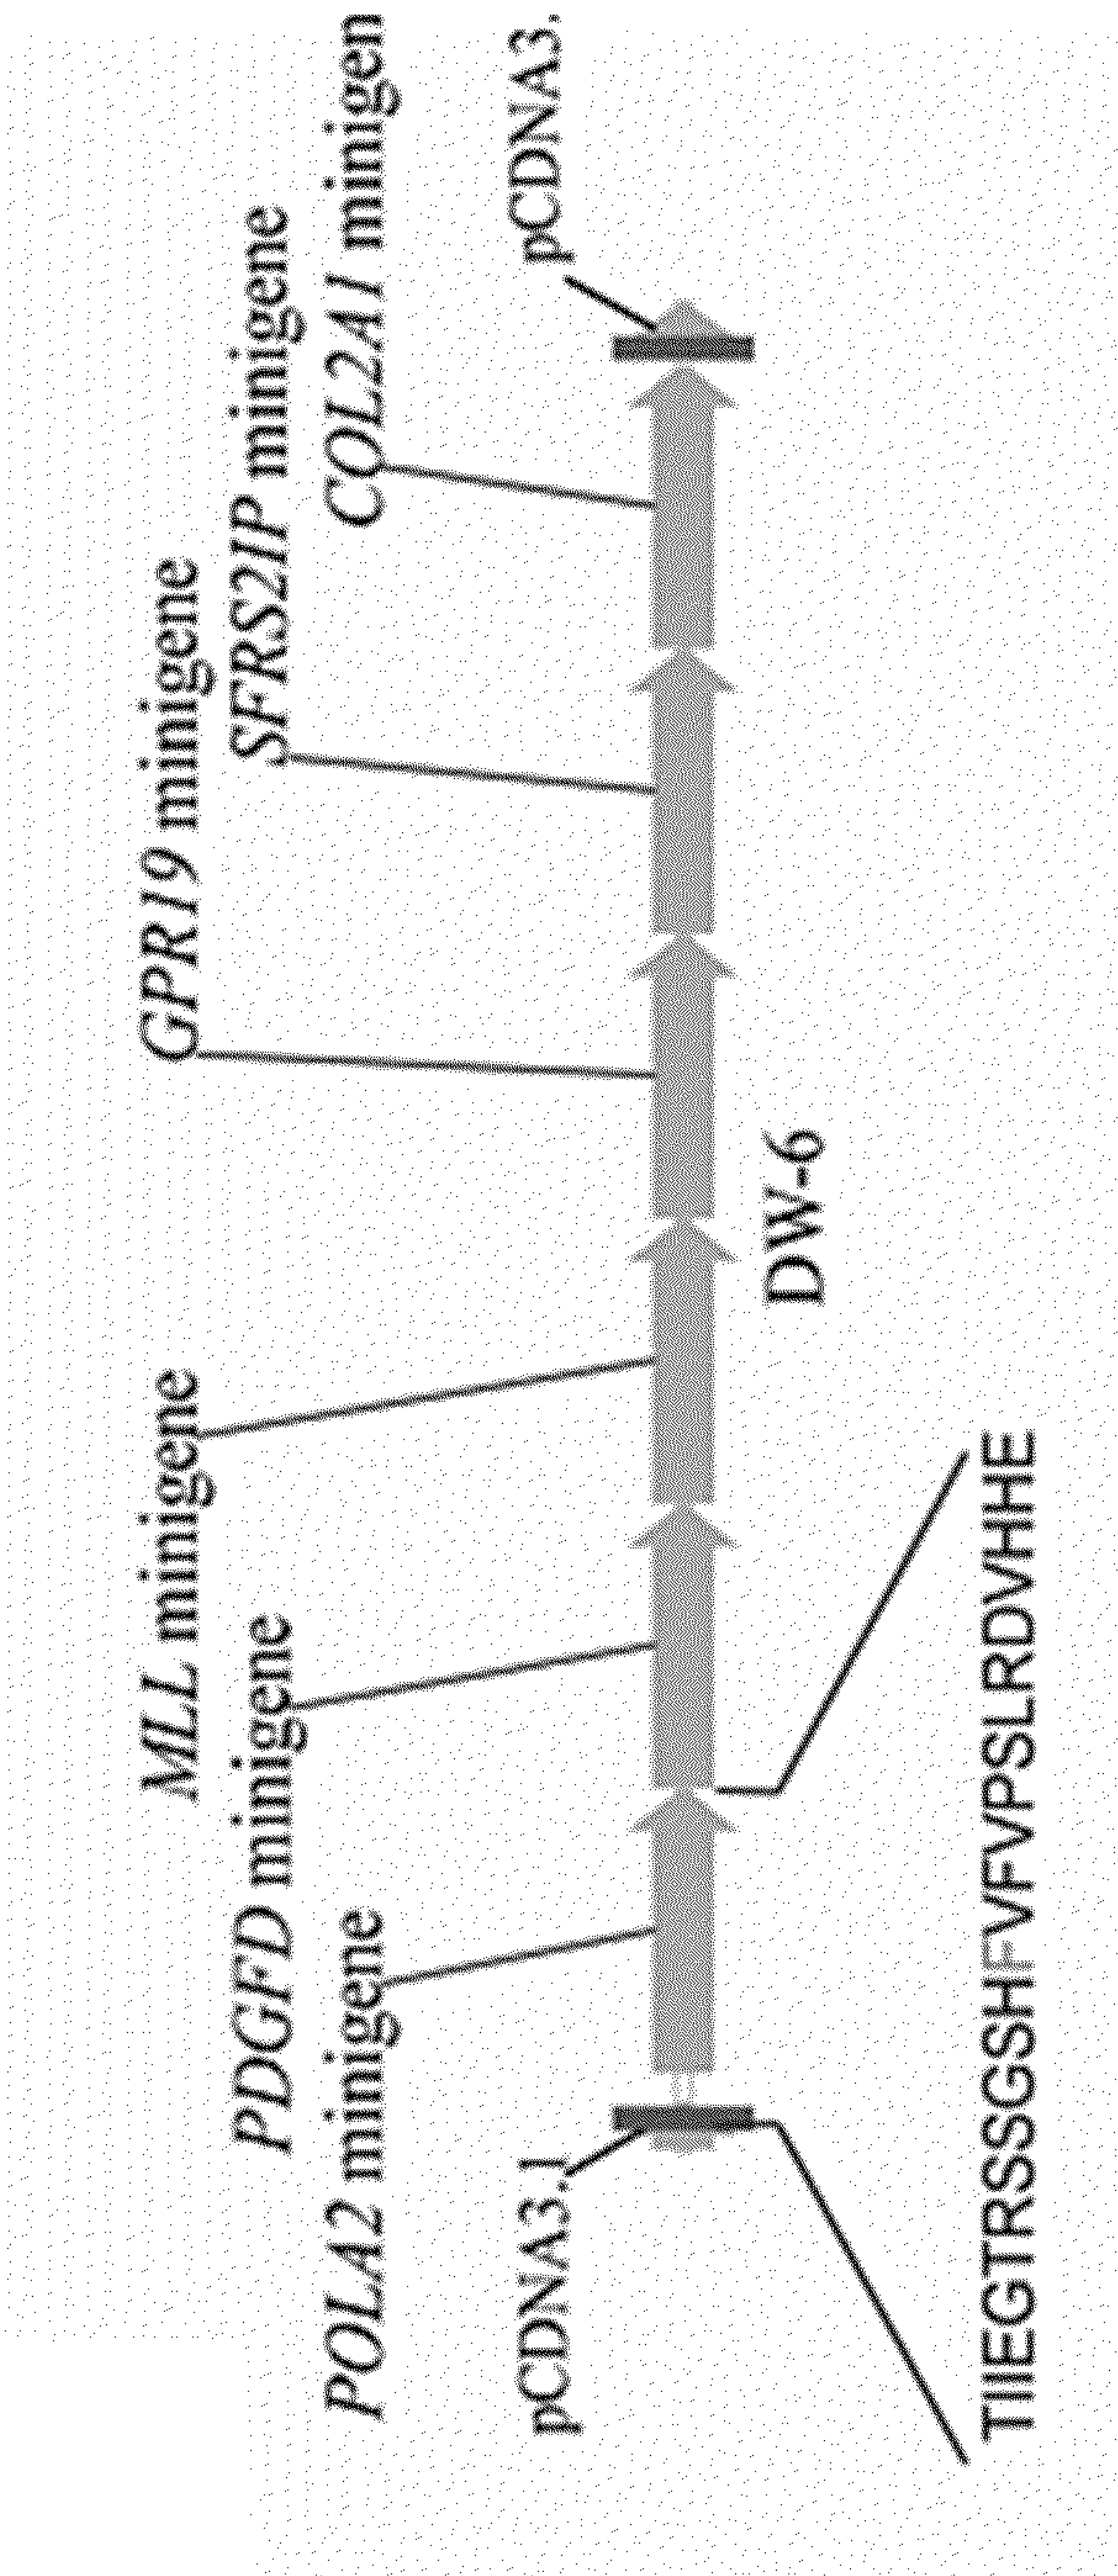 MLL minigene
GPR19 minigene
PDGFD minigene
SFRS2IP minigene
POLA2 minigene
COL2A1 minigen
pCDNA3.1
pCDNA3.
DW-6
TIIEGTRSSGSHFVFVPSLRDVHHE